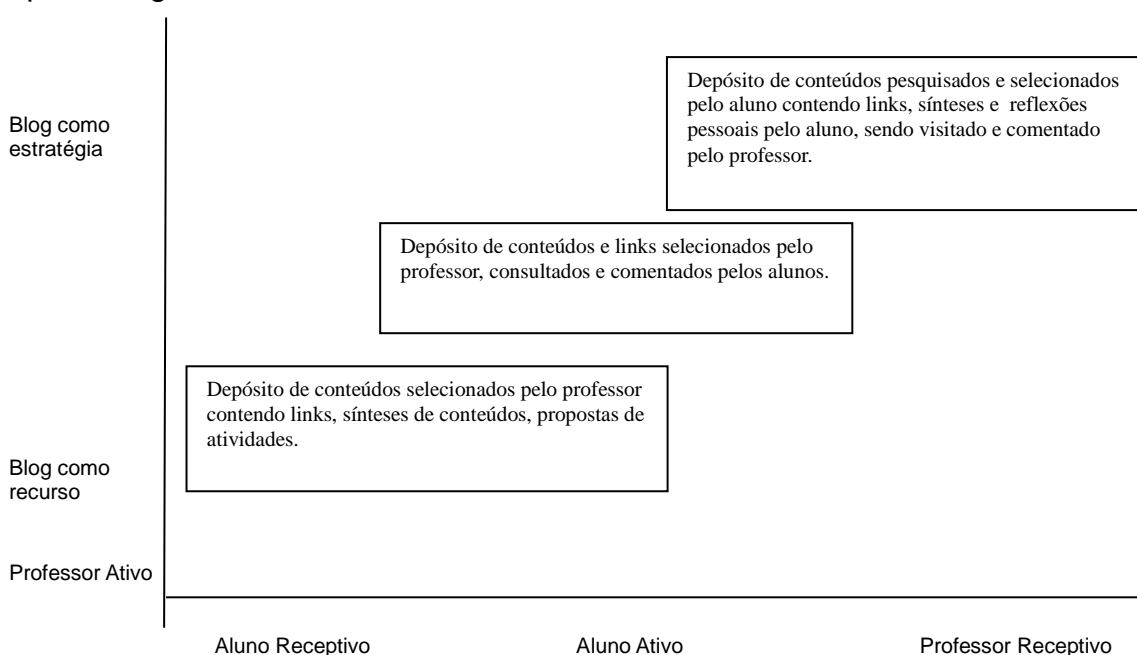 Depósito de conteúdos pesquisados e selecionados
pelo aluno contendo links, sínteses e reflexões
pessoais pelo aluno, sendo visitado e comentado
pelo professor.
Blog como
estratégia
Depósito de conteúdos e links selecionados pelo
professor, consultados e comentados pelos alunos.
Depósito de conteúdos selecionados pelo professor
contendo links, sínteses de conteúdos, propostas de
atividades.
Blog como
recurso
Professor Ativo
Aluno Receptivo
Aluno Ativo
Professor Receptivo